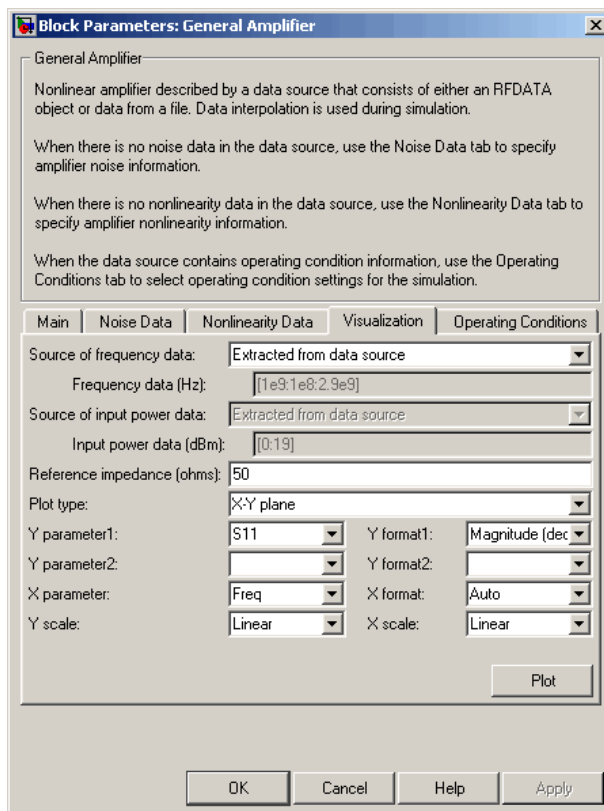 Block Parameters: General Amplifier
General Amplifier
Nonlinear amplifier described by a data source that consists of either an RFDATA
object or data from a file. Data interpolation is used during simulation.
When there is no noise data in the data source, use the Noise Data tab to specify
amplifier noise information.
When there is no nonlinearity data in the data source, use the Nonlinearity Data tab to
specify amplifier nonlinearity information.
When the data source contains operating condition information, use the Operating
Conditions tab to select operating condition settings for the simulation.
Main Noise Data Nonlinearity Data Visualization Operating Conditions
Source of frequency data: Extracted from data source
Frequency data (Hz): [1e9:1e8:2.9e9]
Source of input power data: Extracted from data source
Input power data (dBm): [0:19]
Reference impedance (ohms): 50
Plot type: X-Y plane
Y parameter1: S11 Y format1: Magnitude (dec
Y parameter2: Y format2:
X parameter: Freq X format: Auto
Y scale: Linear X scale: Linear
Plot
OK Cancel Help Apply